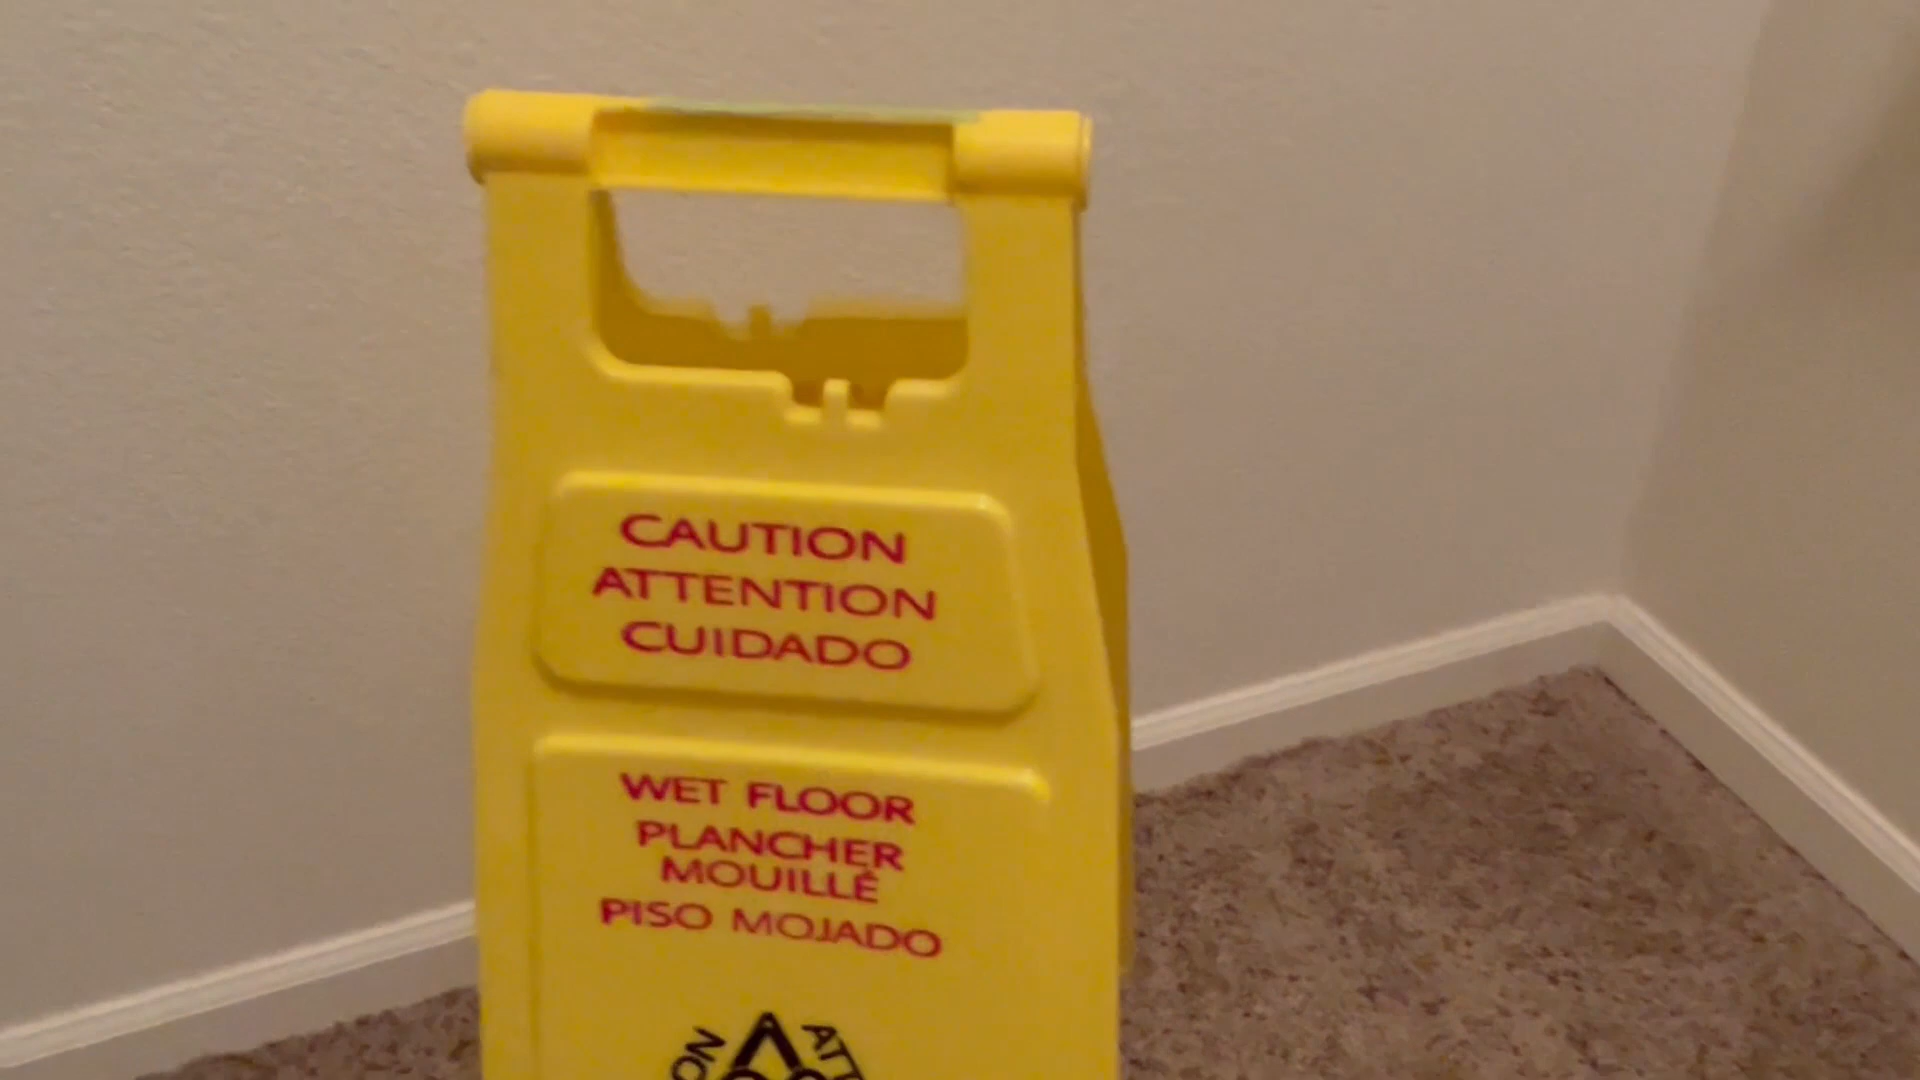 CAUTION
ATTENTION
CUIDADO
WET FLOOR
PLANCHER
MOUILLÉ
PISO MOJADO